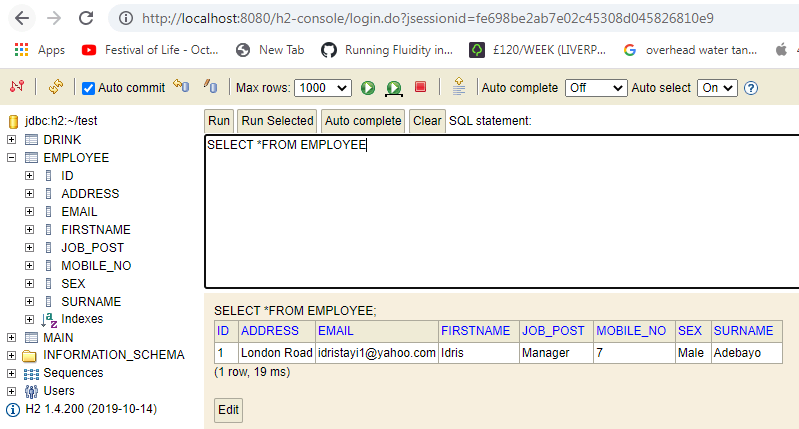 http://localhost:8080/h2-console/login.do?jsessionid=fe698be2ab7e02c45308d045826810e9
Apps Festival of Life - Oct... New Tab Running Fluidity in... £120/WEEK (LIVERP... overhead water tan... 4
Auto commit Max rows: 1000 Auto complete Off Auto select On
jdbc:h2:~/test
DRINK
EMPLOYEE
ID
ADDRESS
EMAIL
FIRSTNAME
JOB_POST
MOBILE_NO
SEX
SURNAME
Indexes
MAIN
INFORMATION_SCHEMA
Sequences
Users
H2 1.4.200 (2019-10-14)
Run Run Selected Auto complete Clear SQL statement:
SELECT *FROM EMPLOYEE
SELECT *FROM EMPLOYEE;
ID ADDRESS EMAIL FIRSTNAME JOB_POST MOBILE_NO SEX SURNAME
1 London Road idristayi1@yahoo.com Idris Manager 7 Male Adebayo
(1 row, 19 ms)
Edit